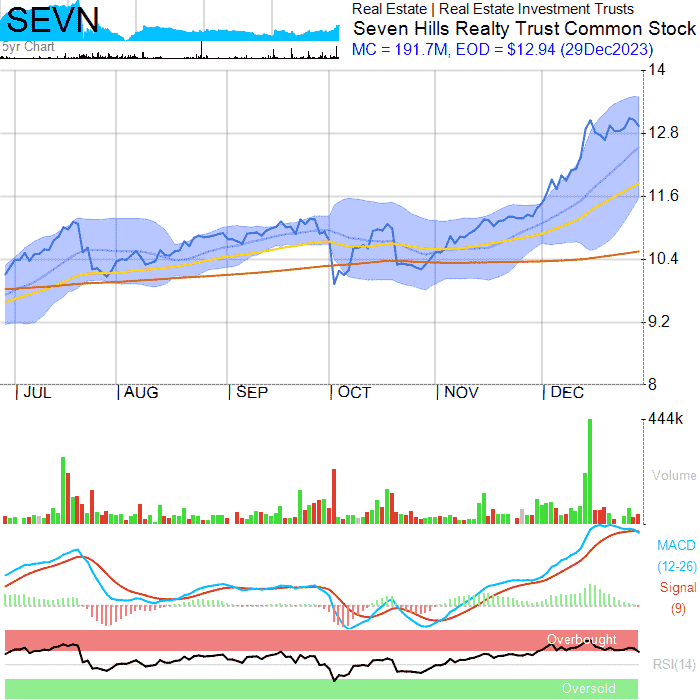 SEVN
5yr Chart
Real Estate | Real Estate Investment Trusts
Seven Hills Realty Trust Common Stock
MC = 191.7M, EOD = $12.94 (29Dec2023)
14
12.8
11.6
10.4
9.2
8
| JUL | AUG | SEP | OCT | NOV | DEC
444k
Volume
MACD
(12-26)
Signal
(9)
Overbought
RSI(14)
Oversold